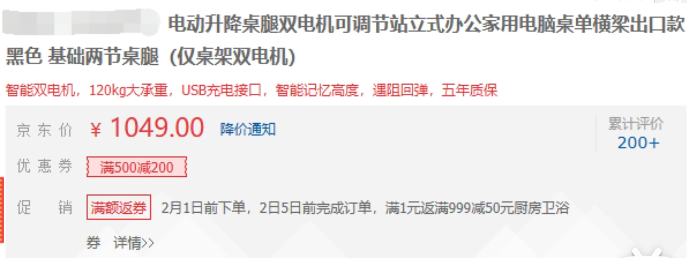 电动升降桌腿双电机可调节站立式办公家用电脑桌单横梁出口款
黑色 基础两节桌腿（仅桌架双电机）
智能双电机，120kg大承重，USB充电接口，智能记忆高度，遇阻回弹，五年质保
京东价 ￥1049.00 降价通知 累计评价
200+
优惠券 满500减200
促销 满额返券 2月1日前下单，2日5日前完成订单，满1元返满999减50元厨房卫浴
券 详情>>